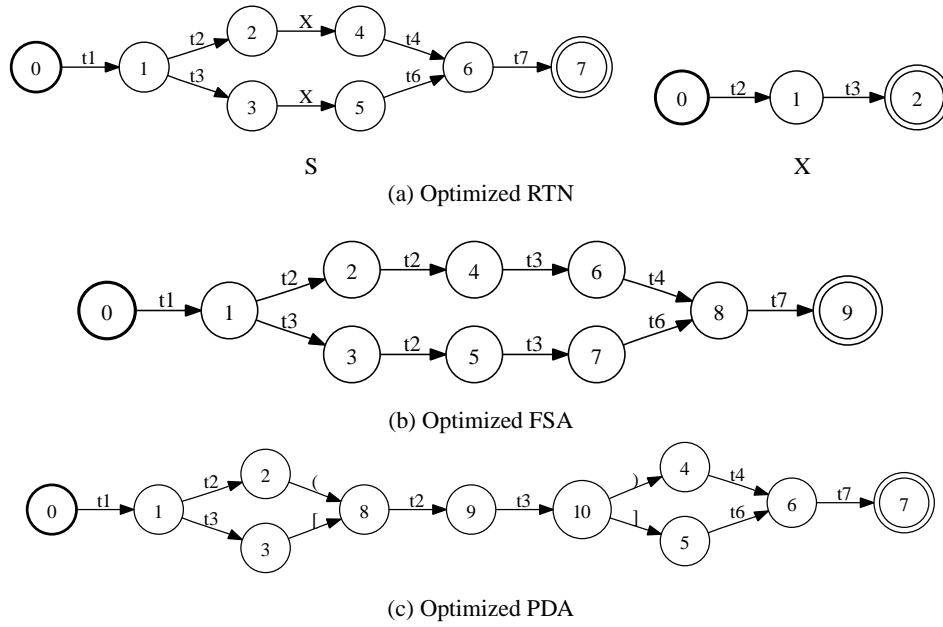 0 t1 1 t2 2 X 4 t4 6 t7 7
t3 3 X 5 t6
0 t2 1 t3 2
S X
(a) Optimized RTN
0 t1 1 t2 2 t2 4 t3 6 t4 8 t7 9
t3 3 t2 5 t3 7 t6
(b) Optimized FSA
0 t1 1 t2 2 ( 8 t2 9 t3 10 ) 4 t4 6 t7 7
t3 3 [ ] 5 t6
(c) Optimized PDA